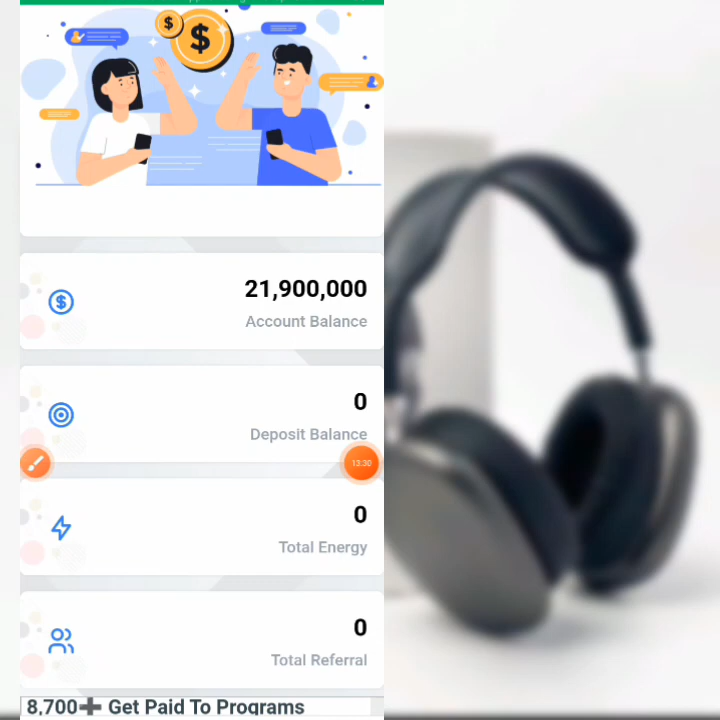 21,900,000
Account Balance
0
Deposit Balance
13:30
0
Total Energy
0
Total Referral
8,700➕ Get Paid To Programs